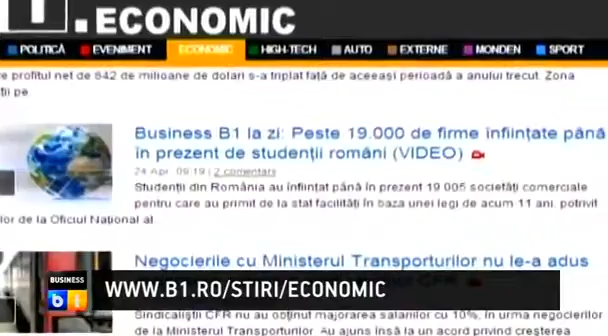 .ECONOMIC
POLITICĂ EVENIMENT ECONOMIC HIGH-TECH AUTO EXTERNE MONDEN SPORT
profitul net de 642 de milioane de dolari s-a triplat față de aceeași perioadă a anului trecut. Zona
ții pe
Business B1 la zi: Peste 19.000 de firme înființate până
în prezent de studenții români (VIDEO)
24 Apr, 09:19 | 2 comentarii
Studenții din România au înființat până în prezent 19 005 societăți comerciale
pentru care au primit de la stat facilități în baza unei legi de acum 11 ani, potrivit
lor de la Oficiul Național al
Negocierile cu Ministerul Transporturilor nu le-a adus
BUSINESS
b1
WWW.B1.RO/STIRI/ECONOMIC
Sindicaliștii CFR nu au obținut majorarea salariilor cu 10%, în urma negocierilor
de la Ministerul Transporturilor. Au ajuns însă la un acord privind creșterea